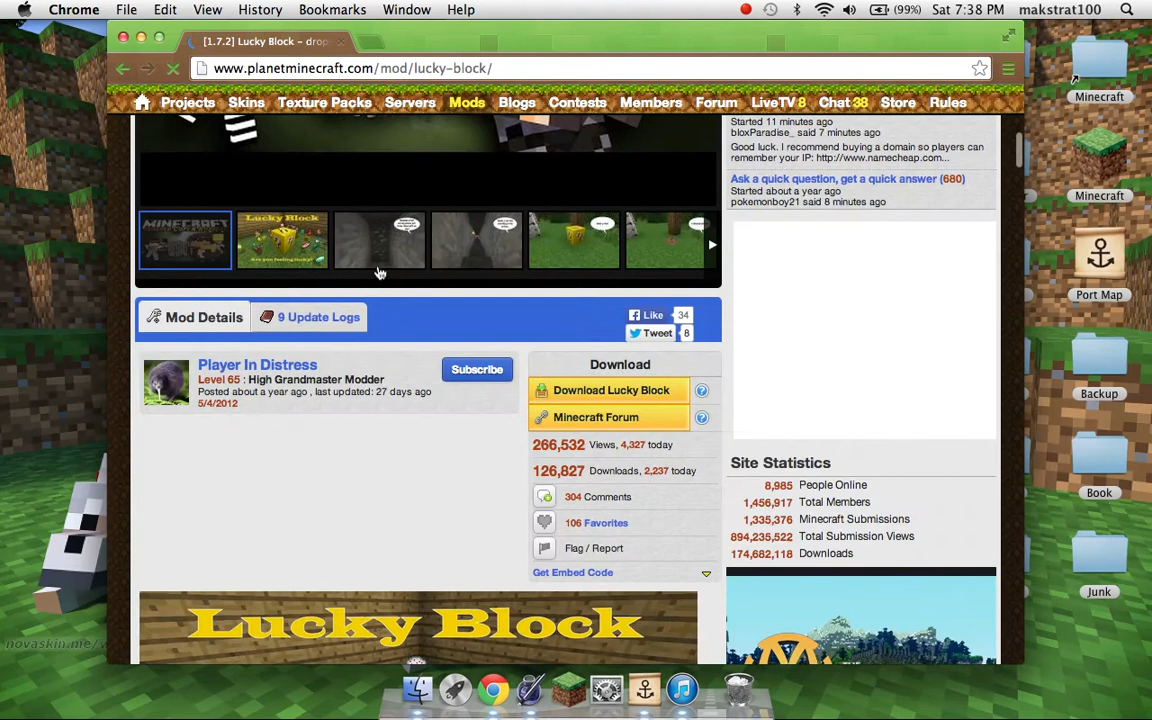 Chrome File Edit View History Bookmarks Window Help (99%) Sat 7:38 PM makstrat100
[1.7.2] Lucky Block – drop
www.planetminecraft.com/mod/lucky-block/
Projects Skins Texture Packs Servers Mods Blogs Contests Members Forum LiveTV 8 Chat 38 Store Rules
Started 11 minutes ago
bloxParadise_ said 7 minutes ago
Good luck. I recommend buying a domain so players can
remember your IP: http://www.namecheap.com...
Ask a quick question, get a quick answer (680)
Started about a year ago
pokemonboy21 said 8 minutes ago
MINECRAFT
Lucky Block
Are you feeling lucky?
Mod Details 9 Update Logs
Like 34
Tweet 8
Player In Distress
Level 65 : High Grandmaster Modder
Posted about a year ago , last updated: 27 days ago
5/4/2012
Subscribe
Download
Download Lucky Block ?
Minecraft Forum ?
266,532 Views, 4,327 today
126,827 Downloads, 2,237 today
304 Comments
106 Favorites
Flag / Report
Get Embed Code
Site Statistics
8,985 People Online
1,456,917 Total Members
1,335,376 Minecraft Submissions
894,235,522 Total Submission Views
174,682,118 Downloads
Lucky Block
Minecraft
Minecraft
Port Map
Backup
Book
Junk
novaskin.me/